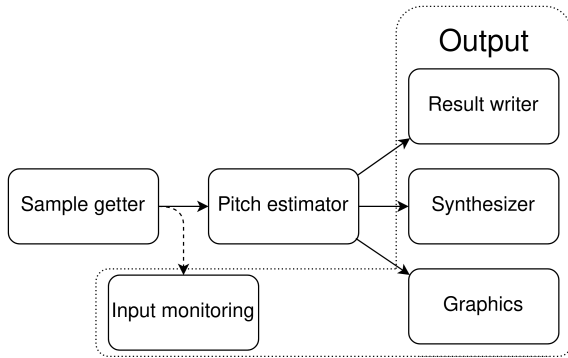 Output
Result writer
Sample getter
Pitch estimator
Synthesizer
Input monitoring
Graphics